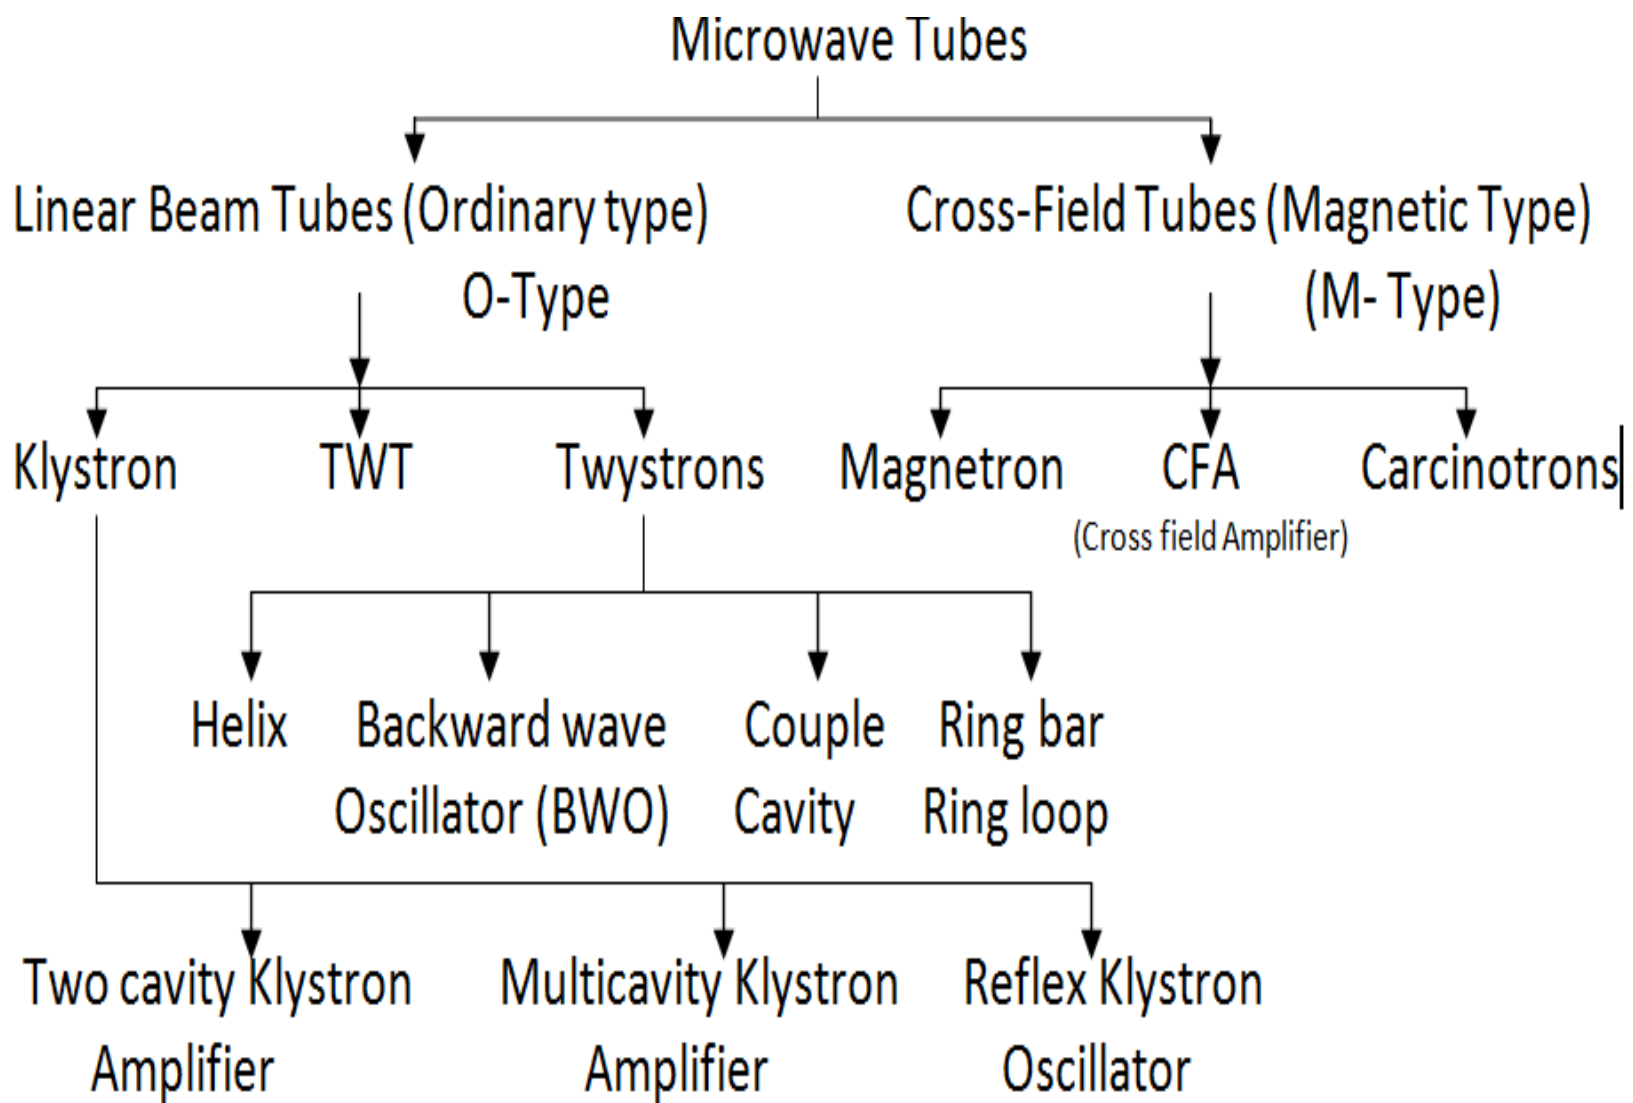 Microwave Tubes
Linear Beam Tubes (Ordinary type)
O-Type
Cross-Field Tubes (Magnetic Type)
(M- Type)
Klystron
TWT
Twystrons
Magnetron
CFA
(Cross field Amplifier)
Carcinotrons
Helix
Backward wave
Oscillator (BWO)
Couple
Cavity
Ring bar
Ring loop
Two cavity Klystron
Amplifier
Multicavity Klystron
Amplifier
Reflex Klystron
Oscillator